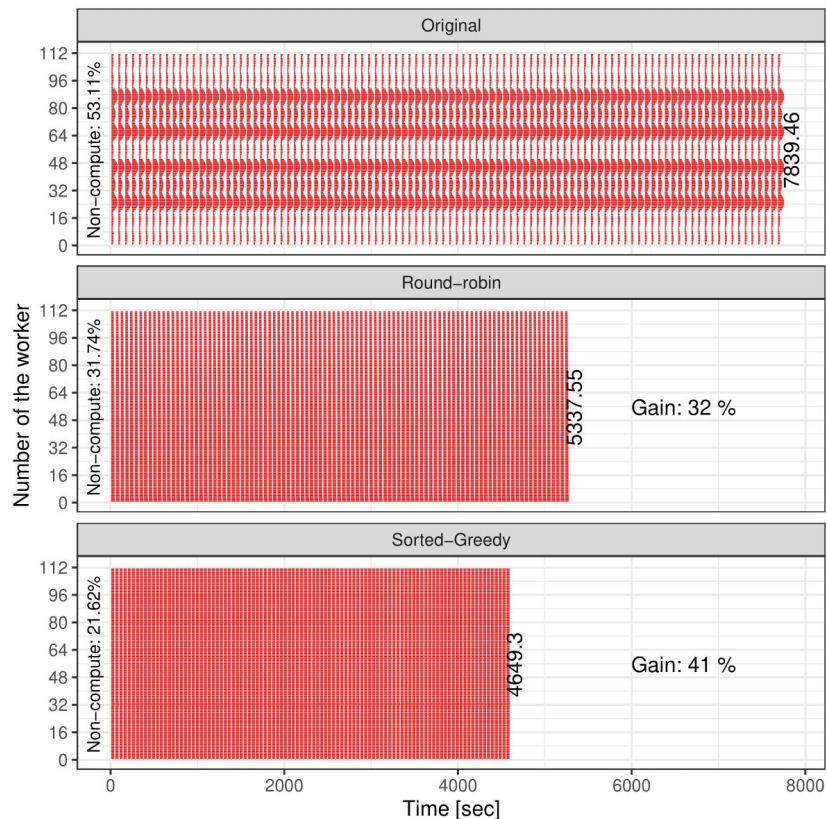 Original
112
96
80
64
48
32
16
0
Non−compute: 53.11%
7839.46
Number of the worker
Round−robin
112
96
80
64
48
32
16
0
Non−compute: 31.74%
5337.55
Gain: 32 %
Sorted−Greedy
112
96
80
64
48
32
16
0
Non−compute: 21.62%
4649.3
Gain: 41 %
0 2000 4000 6000 8000
Time [sec]